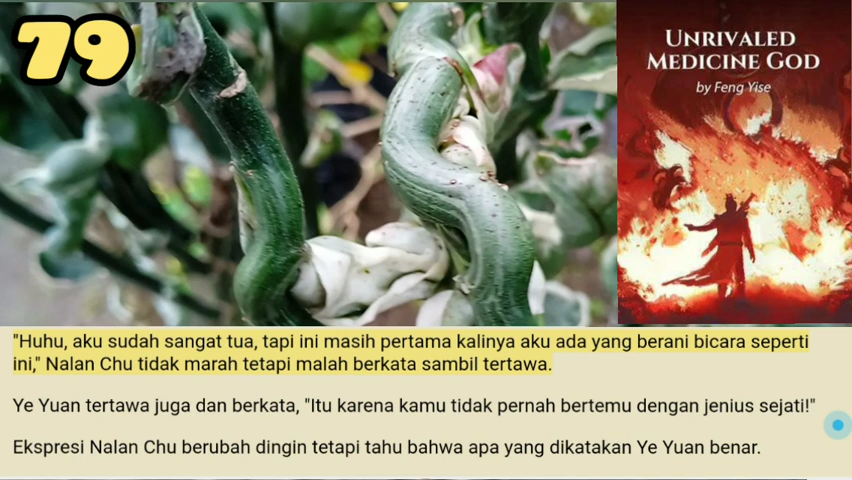 79
UNRIVALED
MEDICINE GOD
by Feng Yise
"Huhu, aku sudah sangat tua, tapi ini masih pertama kalinya aku ada yang berani bicara seperti
ini," Nalan Chu tidak marah tetapi malah berkata sambil tertawa.
Ye Yuan tertawa juga dan berkata, "Itu karena kamu tidak pernah bertemu dengan jenius sejati!"
Ekspresi Nalan Chu berubah dingin tetapi tahu bahwa apa yang dikatakan Ye Yuan benar.